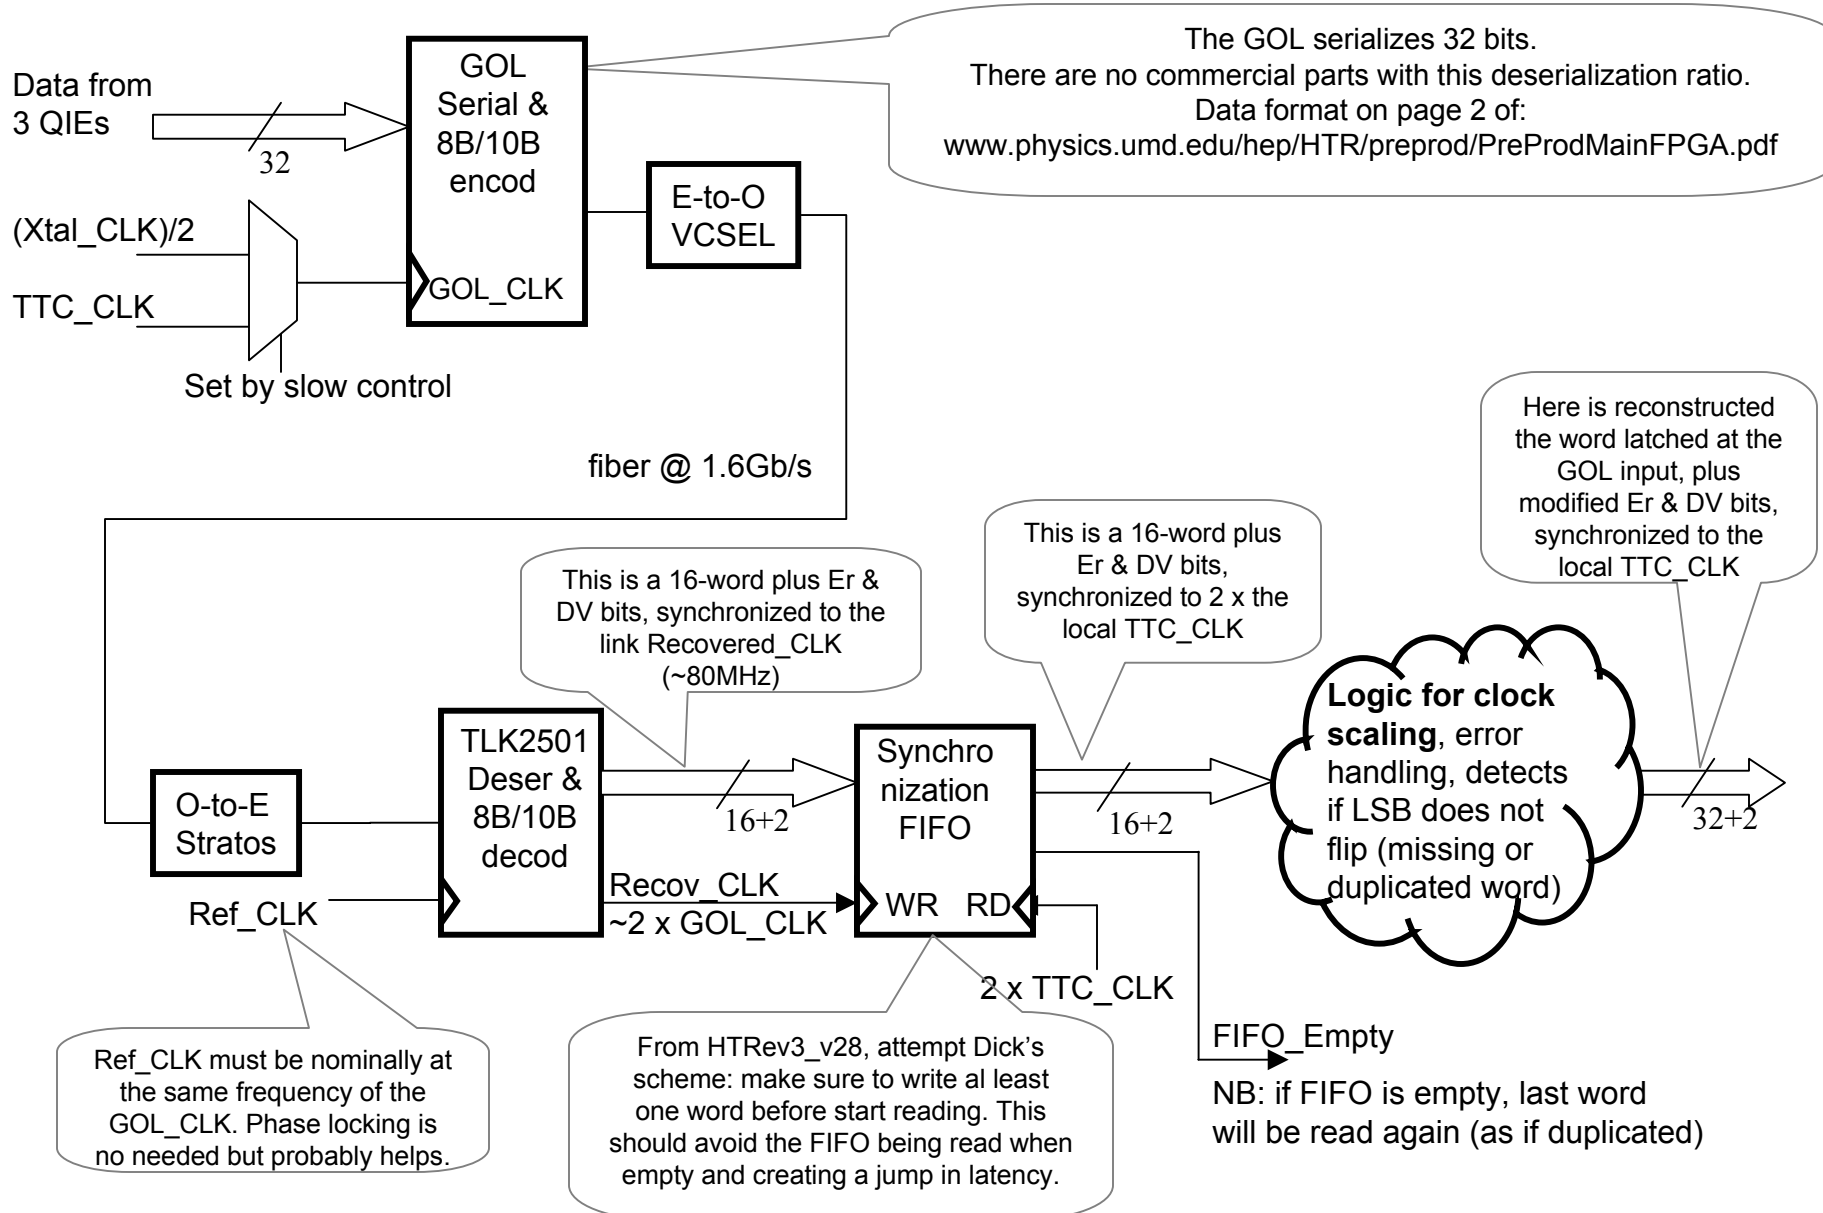 Data from
3 QIEs
32
GOL
Serial &
8B/10B
encod
GOL_CLK
The GOL serializes 32 bits.
There are no commercial parts with this deserialization ratio.
Data format on page 2 of:
www.physics.umd.edu/hep/HTR/preprod/PreProdMainFPGA.pdf
(Xtal_CLK)/2
TTC_CLK
Set by slow control
E-to-O
VCSEL
fiber @ 1.6Gb/s
Here is reconstructed
the word latched at the
GOL input, plus
modified Er & DV bits,
synchronized to the
local TTC_CLK
This is a 16-word plus
Er & DV bits,
synchronized to 2 x the
local TTC_CLK
This is a 16-word plus Er &
DV bits, synchronized to the
link Recovered_CLK
(~80MHz)
O-to-E
Stratos
Ref_CLK
TLK2501
Deser &
8B/10B
decod
16+2
Recov_CLK
~2 x GOL_CLK
Synchro
nization
FIFO
WR RD
2 x TTC_CLK
16+2
Logic for clock
scaling, error
handling, detects
if LSB does not
flip (missing or
duplicated word)
32+2
FIFO_Empty
NB: if FIFO is empty, last word
will be read again (as if duplicated)
Ref_CLK must be nominally at
the same frequency of the
GOL_CLK. Phase locking is
no needed but probably helps.
From HTRev3_v28, attempt Dick’s
scheme: make sure to write al least
one word before start reading. This
should avoid the FIFO being read when
empty and creating a jump in latency.